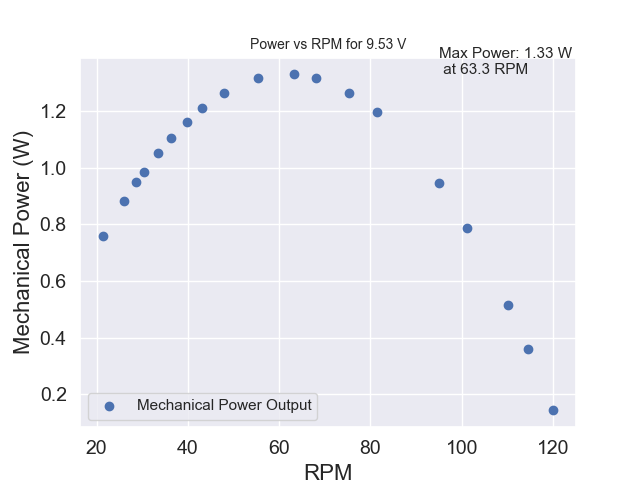 Power vs RPM for 9.53 V
Max Power: 1.33 W
at 63.3 RPM
Mechanical Power (W)
1.2
1.0
0.8
0.6
0.4
0.2
Mechanical Power Output
20 40 60 80 100 120
RPM